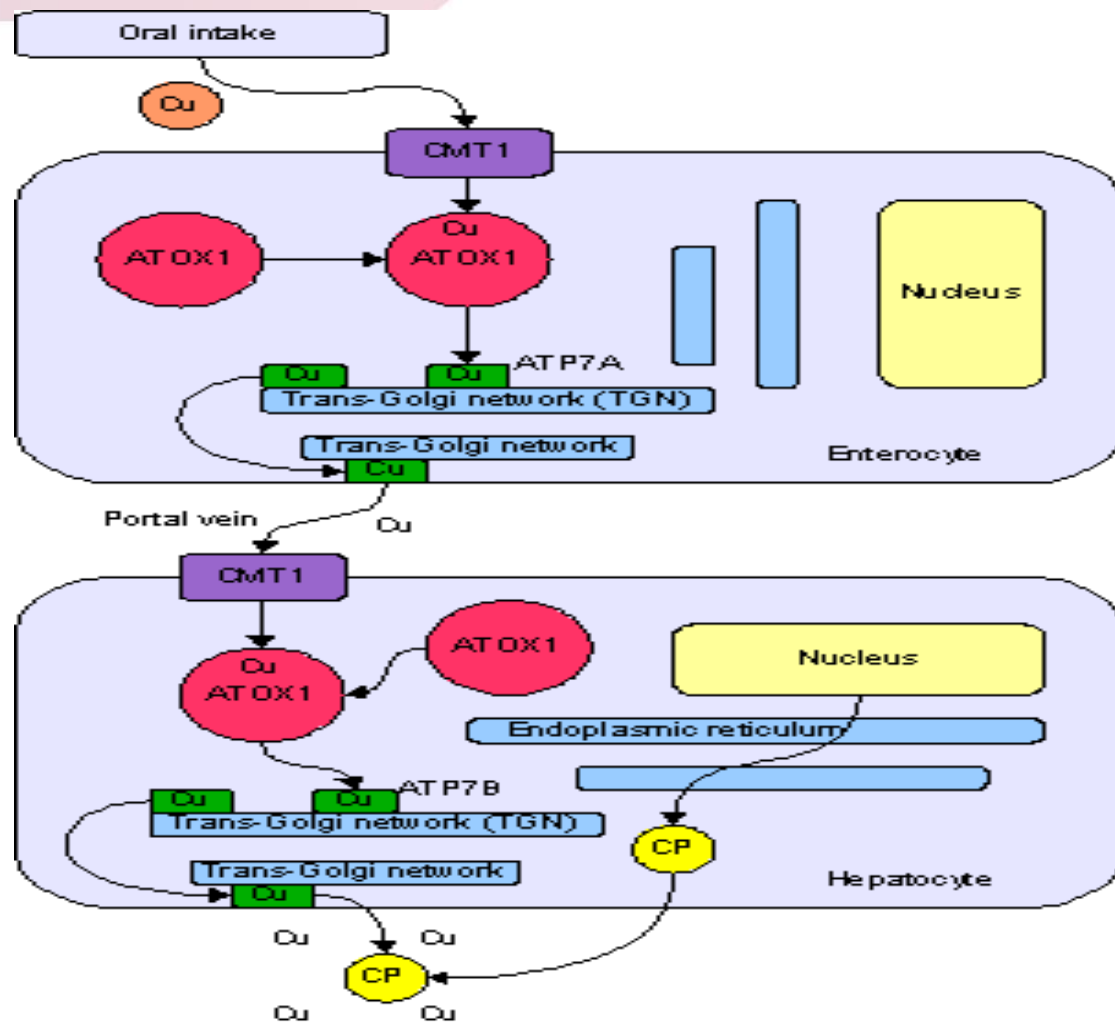 Oral intake
Cu
CMT1
Cu
ATOX1
ATOX1
Nucleus
ATP7A
Cu
Cu
Trans-Golgi network (TGN)
Trans-Golgi network
Cu
Enterocyte
Portal vein
Cu
CMT1
ATOX1
Cu
ATOX1
Nucleus
Endoplasmic reticulum
ATP7B
Cu
Cu
Trans-Golgi network (TGN)
CP
Trans-Golgi network
Cu
Hepatocyte
Cu
Cu
CP
Cu
Cu